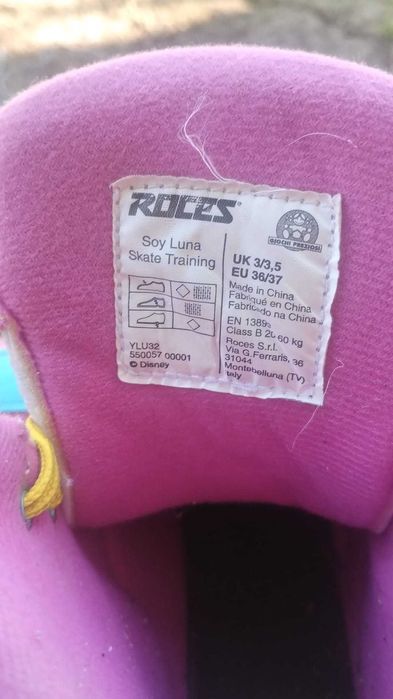 ROCES
GIOCHI PREZIOSI
Soy Luna
Skate Training
UK 3/3,5
EU 36/37
Made in China
Fabriqué en China
Fabricado na China
EN 13899
Class B 20 60 kg
Roces S.r.l.
Via G.Ferraris, 36
31044
Montebelluna (TV)
Italy
YLU32
550057 00001
© Disney